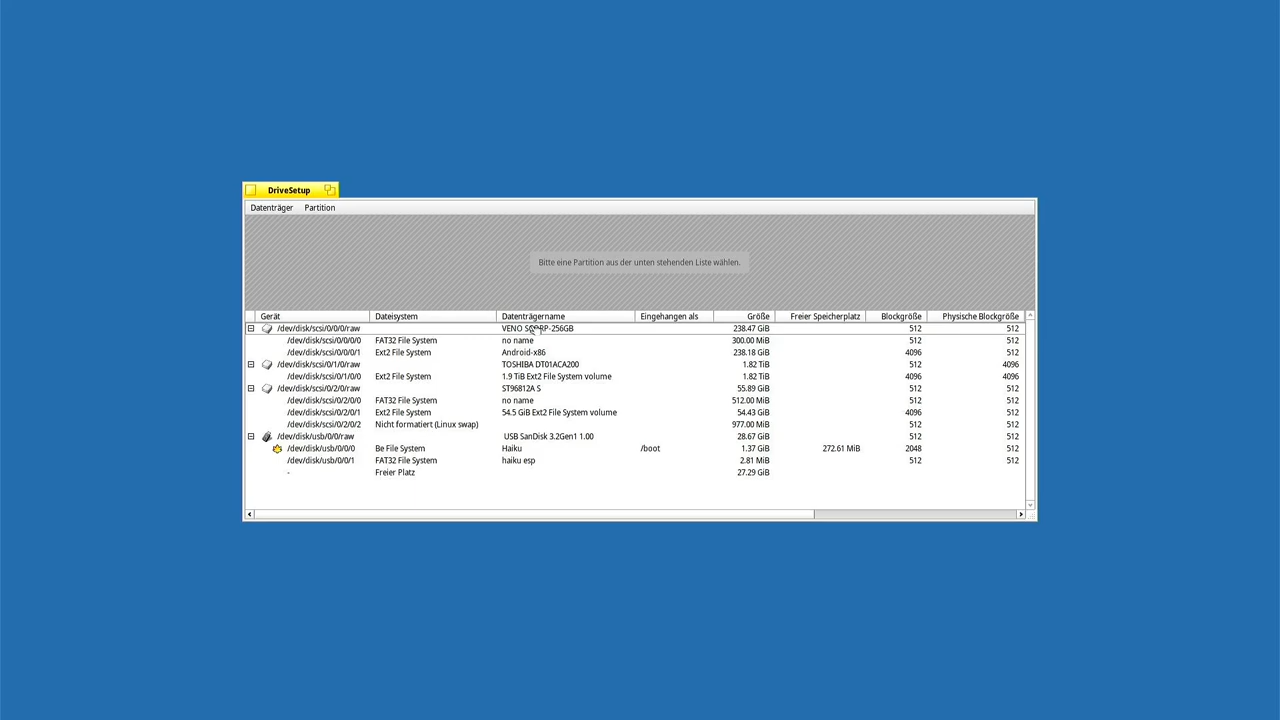 DriveSetup
Datenträger Partition
Bitte eine Partition aus der unten stehenden Liste wählen.
Gerät Dateisystem Datenträgername Eingehangen als Größe Freier Speicherplatz Blockgröße Physische Blockgröße
/dev/disk/scsi/0/0/0/raw VENO SCORP-256GB 238.47 GiB 512 512
/dev/disk/scsi/0/0/0/0 FAT32 File System no name 300.00 MiB 512 512
/dev/disk/scsi/0/0/0/1 Ext2 File System Android-x86 238.18 GiB 4096 512
/dev/disk/scsi/0/1/0/raw TOSHIBA DT01ACA200 1.82 TiB 512 4096
/dev/disk/scsi/0/1/0/0 Ext2 File System 1.9 TiB Ext2 File System volume 1.82 TiB 4096 4096
/dev/disk/scsi/0/2/0/raw ST96812A S 55.89 GiB 512 512
/dev/disk/scsi/0/2/0/0 FAT32 File System no name 512.00 MiB 512 512
/dev/disk/scsi/0/2/0/1 Ext2 File System 54.5 GiB Ext2 File System volume 54.43 GiB 4096 512
/dev/disk/scsi/0/2/0/2 Nicht formatiert (Linux swap) 977.00 MiB 512 512
/dev/disk/usb/0/0/raw USB SanDisk 3.2Gen1 1.00 28.67 GiB 512 512
/dev/disk/usb/0/0/0 Be File System Haiku /boot 1.37 GiB 272.61 MiB 2048 512
/dev/disk/usb/0/0/1 FAT32 File System haiku esp 2.81 MiB 512 512
- Freier Platz 27.29 GiB